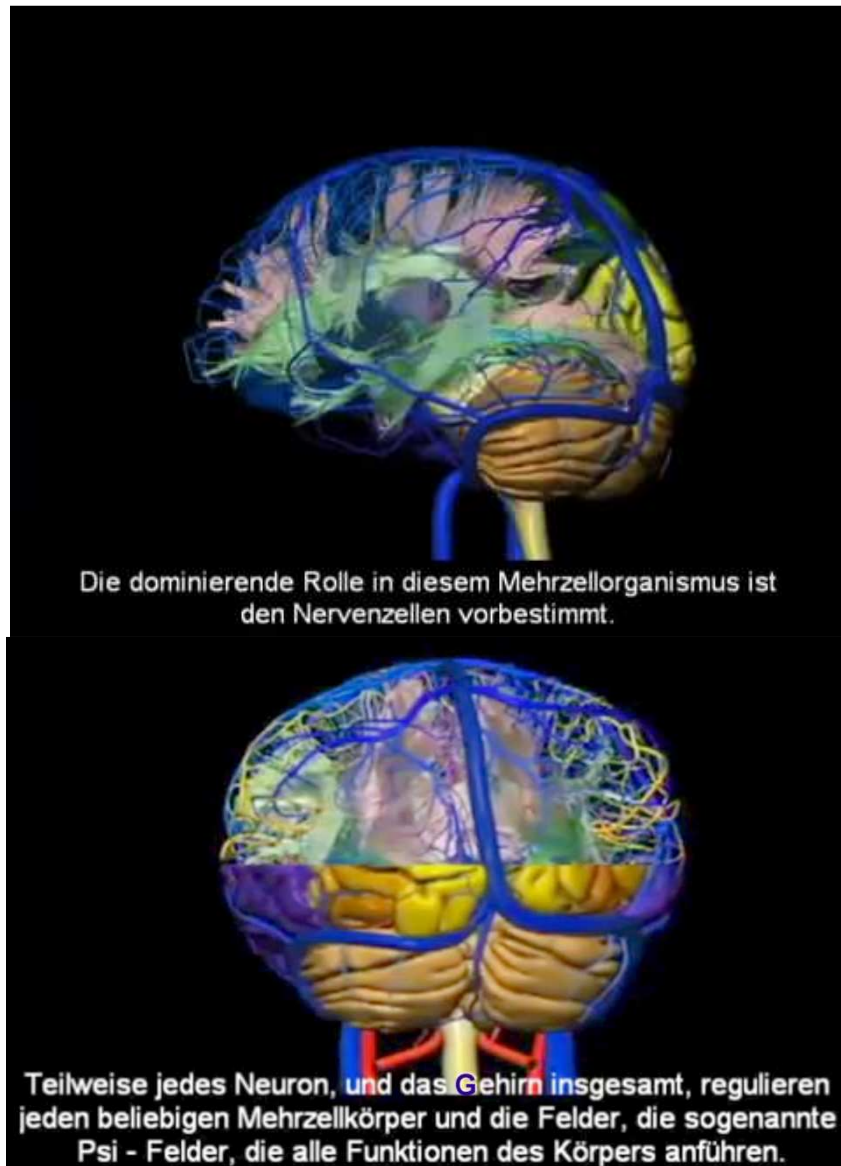 Die dominierende Rolle in diesem Mehrzellorganismus ist
den Nervenzellen vorbestimmt.
Teilweise jedes Neuron, und das Gehirn insgesamt, regulieren
jeden beliebigen Mehrzellkörper und die Felder, die sogenannte
Psi - Felder, die alle Funktionen des Körpers anführen.